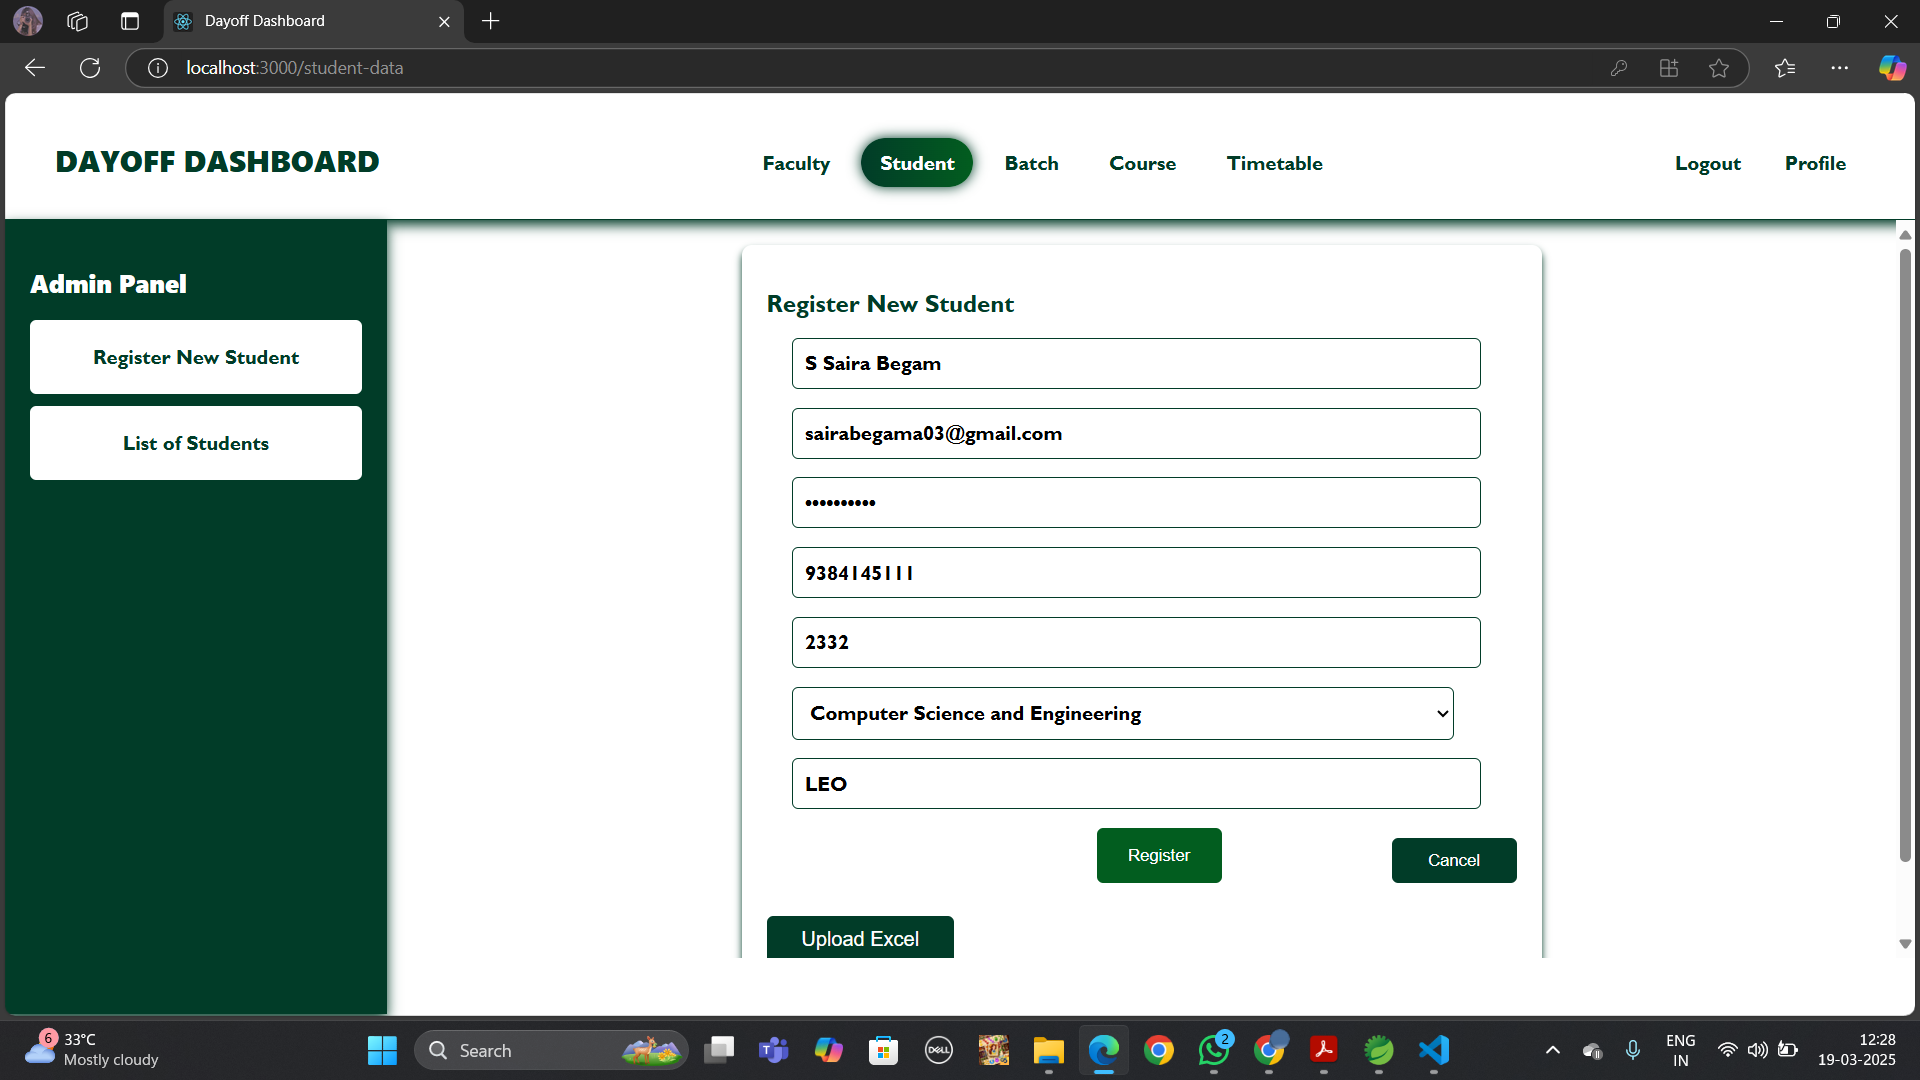 Dayoff Dashboard
localhost:3000/student-data
DAYOFF DASHBOARD
Faculty
Student
Batch
Course
Timetable
Logout
Profile
Admin Panel
Register New Student
List of Students
Register New Student
S Saira Begam
sairabegama03@gmail.com
••••••••••
9384145111
2332
Computer Science and Engineering
LEO
Register
Cancel
Upload Excel
6
33°C
Mostly cloudy
Search
DELL
2
ENG
IN
12:28
19-03-2025